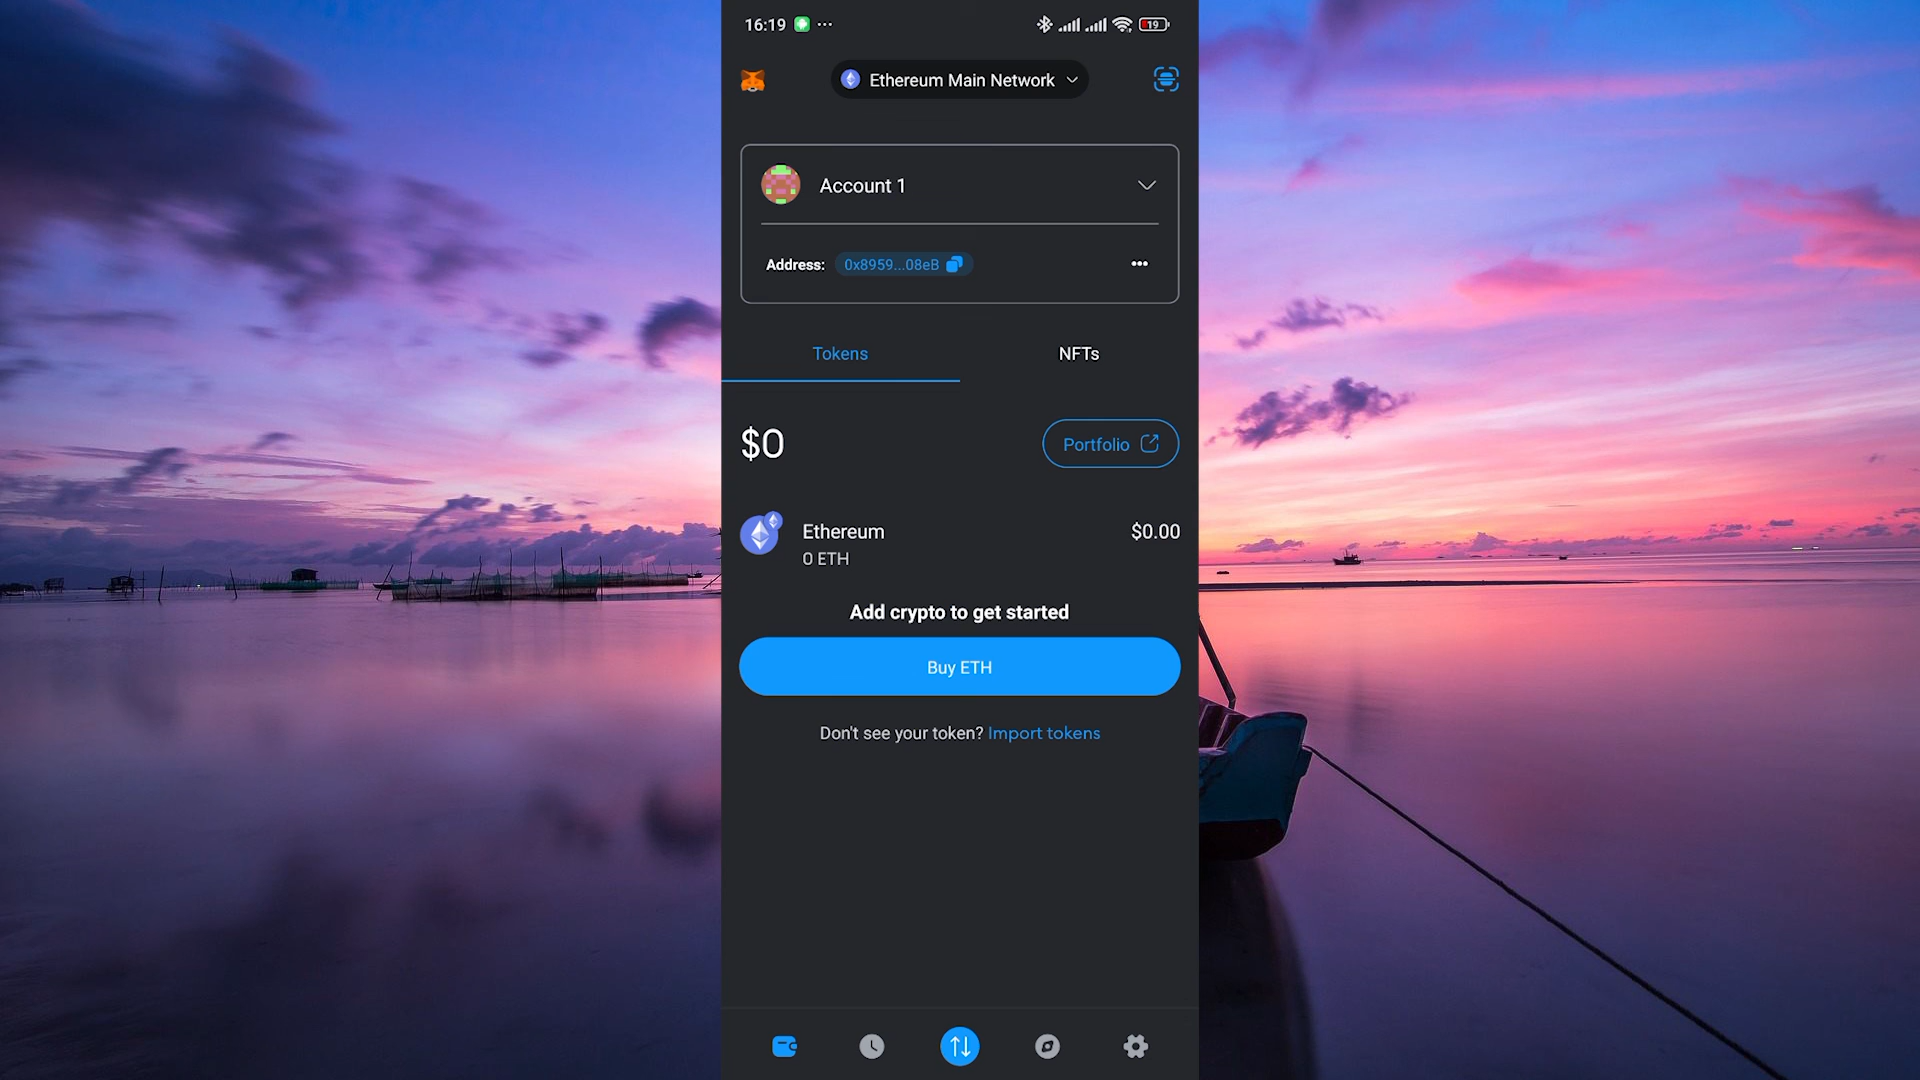 16:19 ... 19
Ethereum Main Network
Account 1
Address: 0x8959...08eB
Tokens NFTs
$0 Portfolio
Ethereum $0.00
0 ETH
Add crypto to get started
Buy ETH
Don't see your token? Import tokens